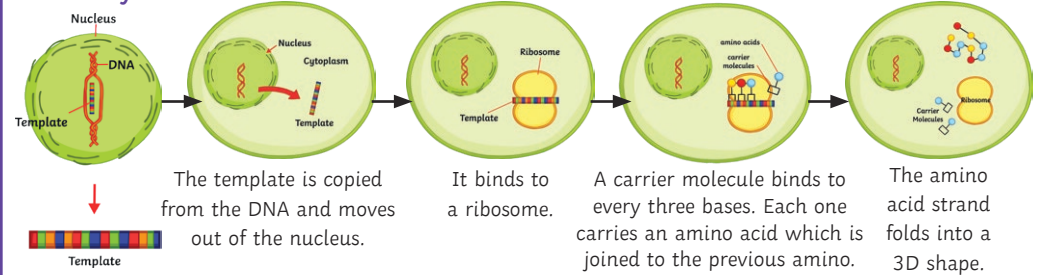 Nucleus
DNA
Template
Template
Nucleus
Cytoplasm
Template
The template is copied
from the DNA and moves
out of the nucleus.
Ribosome
Template
It binds to
a ribosome.
amino acids
carrier
molecules
A carrier molecule binds to
every three bases. Each one
carries an amino acid which is
joined to the previous amino.
Ribosome
Carrier
Molecules
The amino
acid strand
folds into a
3D shape.